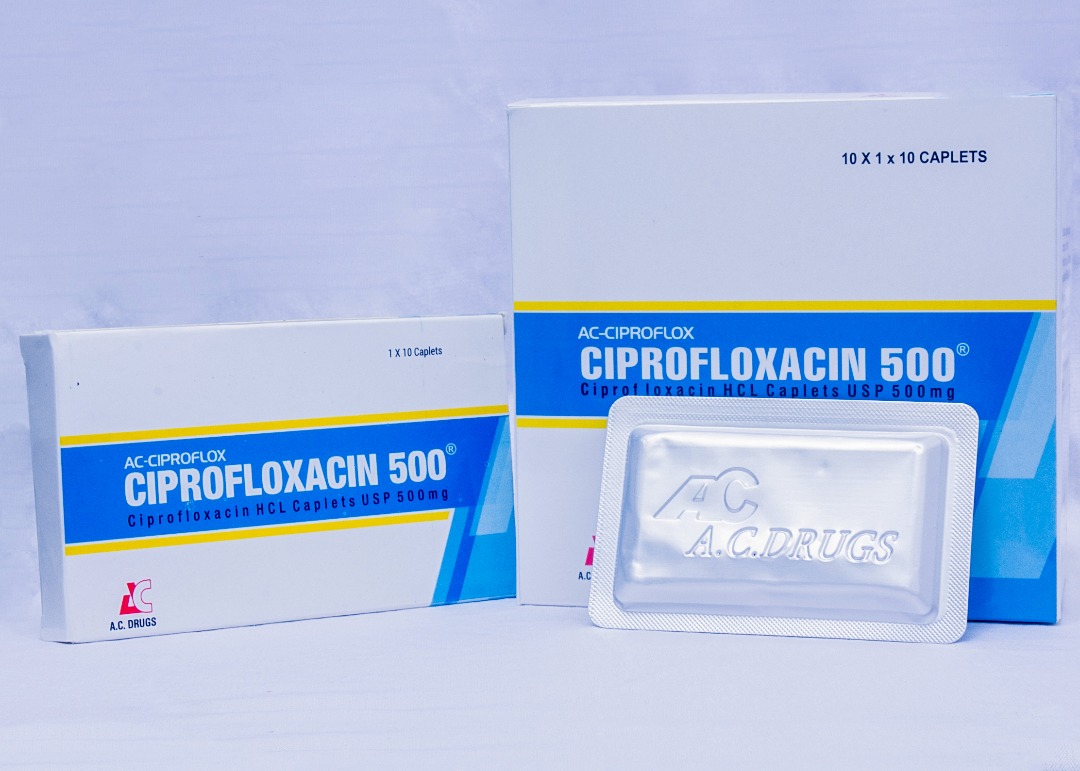 1 X 10 Caplets
AC-CIPROFLOX
CIPROFLOXACIN 500®
Ciprofloxacin HCL Caplets USP 500mg
AC
A.C. DRUGS
10 X 1 x 10 CAPLETS
AC-CIPROFLOX
CIPROFLOXACIN 500®
Ciprofloxacin HCL Caplets USP 500mg
A.C.
AC
A.C.DRUGS